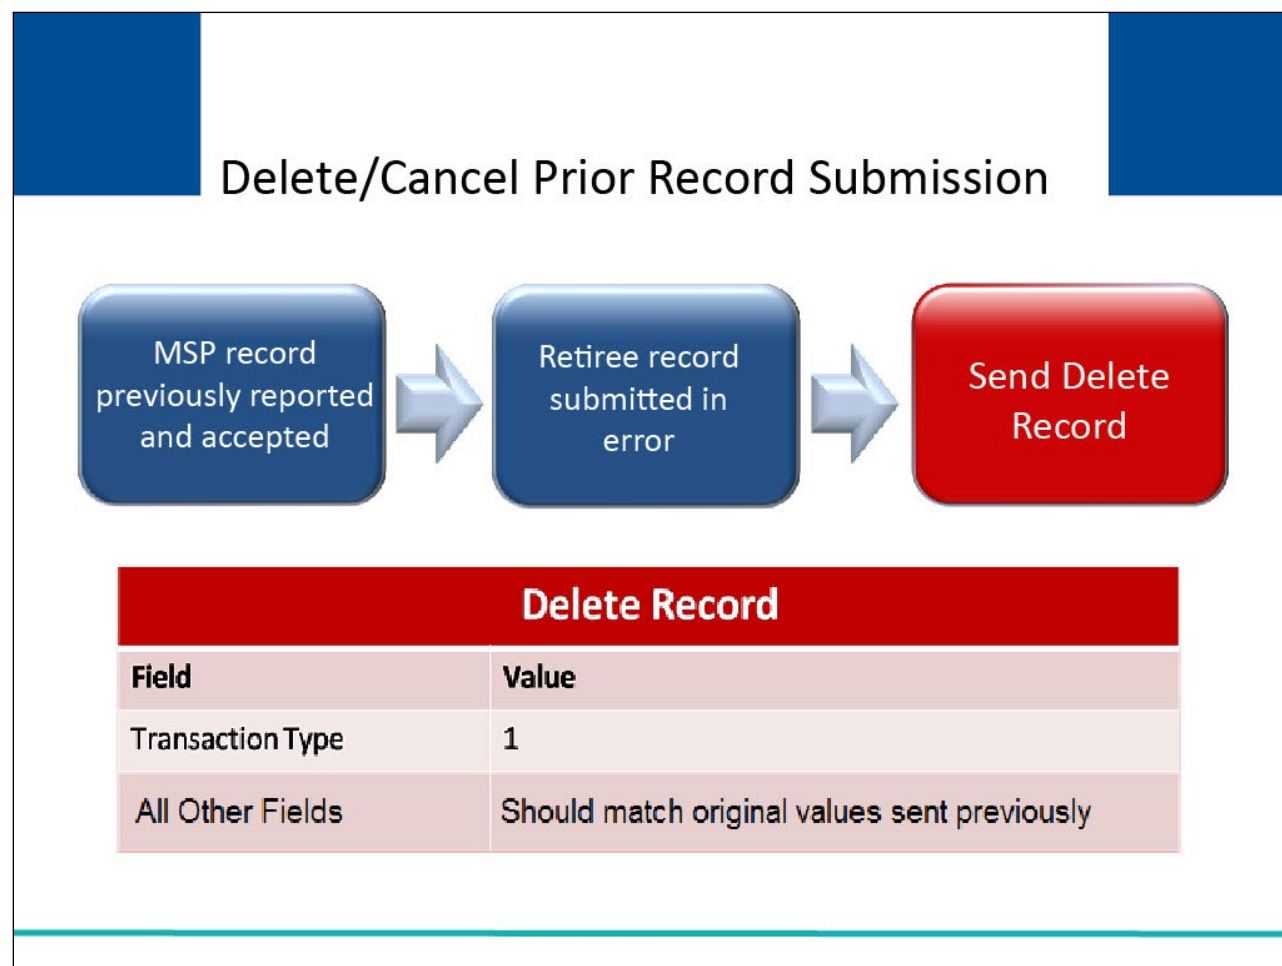 Delete/Cancel Prior Record Submission
MSP record
previously reported
and accepted
Retiree record
submitted in
error
Send Delete
Record
Delete Record
Field Value
Transaction Type 1
All Other Fields Should match original values sent previously